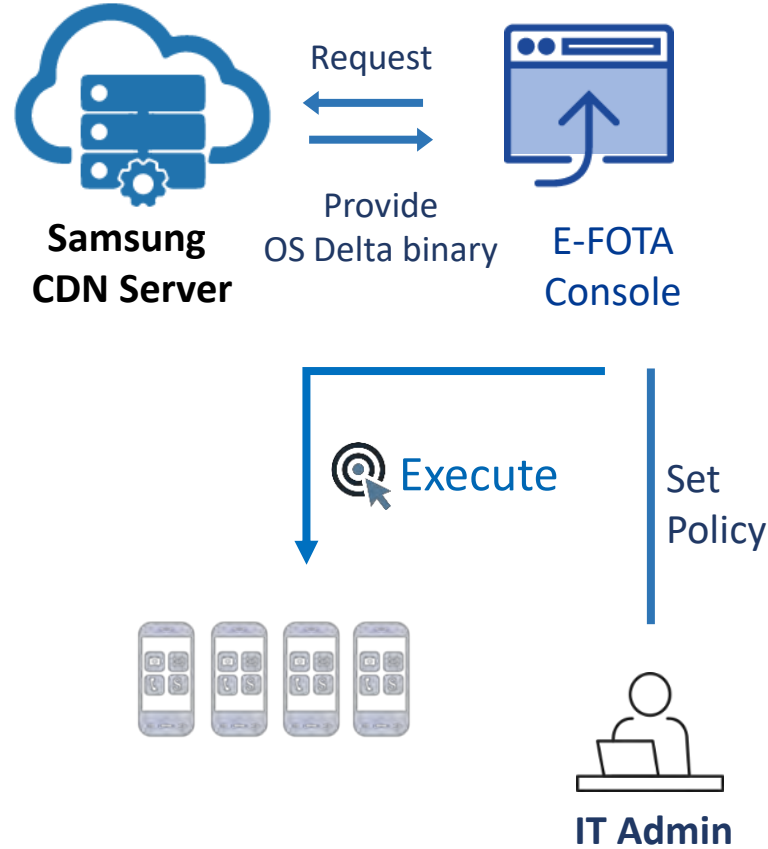 Request
Provide
OS Delta binary
Samsung
CDN Server
E-FOTA
Console
Execute
Set
Policy
IT Admin